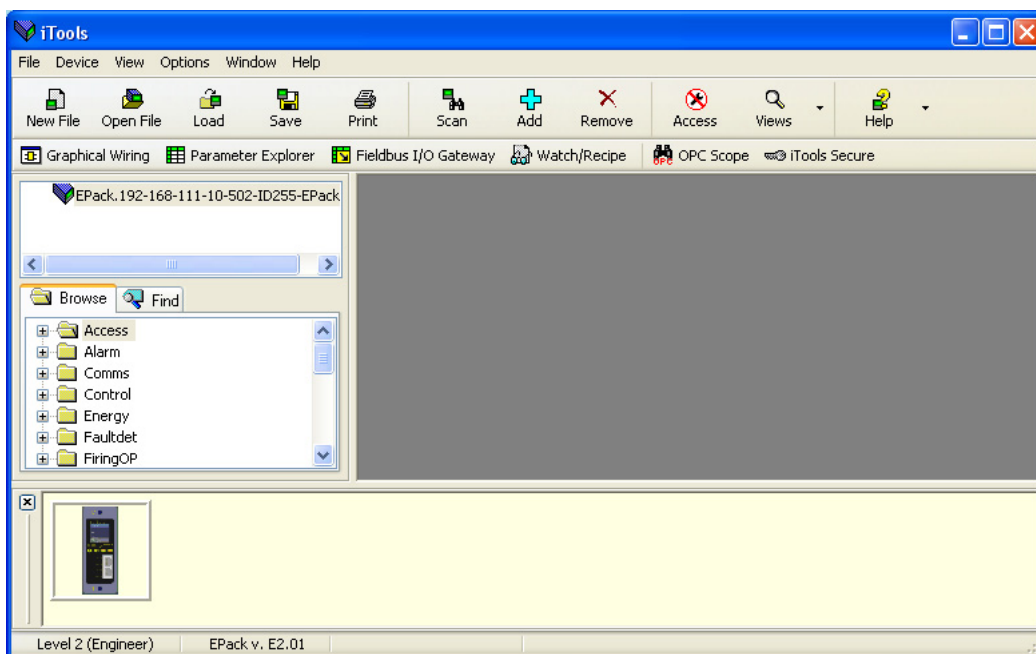 iTools
File Device View Options Window Help
New File Open File Load Save Print Scan Add Remove Access Views Help
Graphical Wiring Parameter Explorer Fieldbus I/O Gateway Watch/Recipe OPC OPC Scope iTools Secure
EPack.192-168-111-10-502-ID255-EPack
Browse Find
Access
Alarm
Comms
Control
Energy
Faultdet
FiringOP
Level 2 (Engineer) EPack v. E2.01